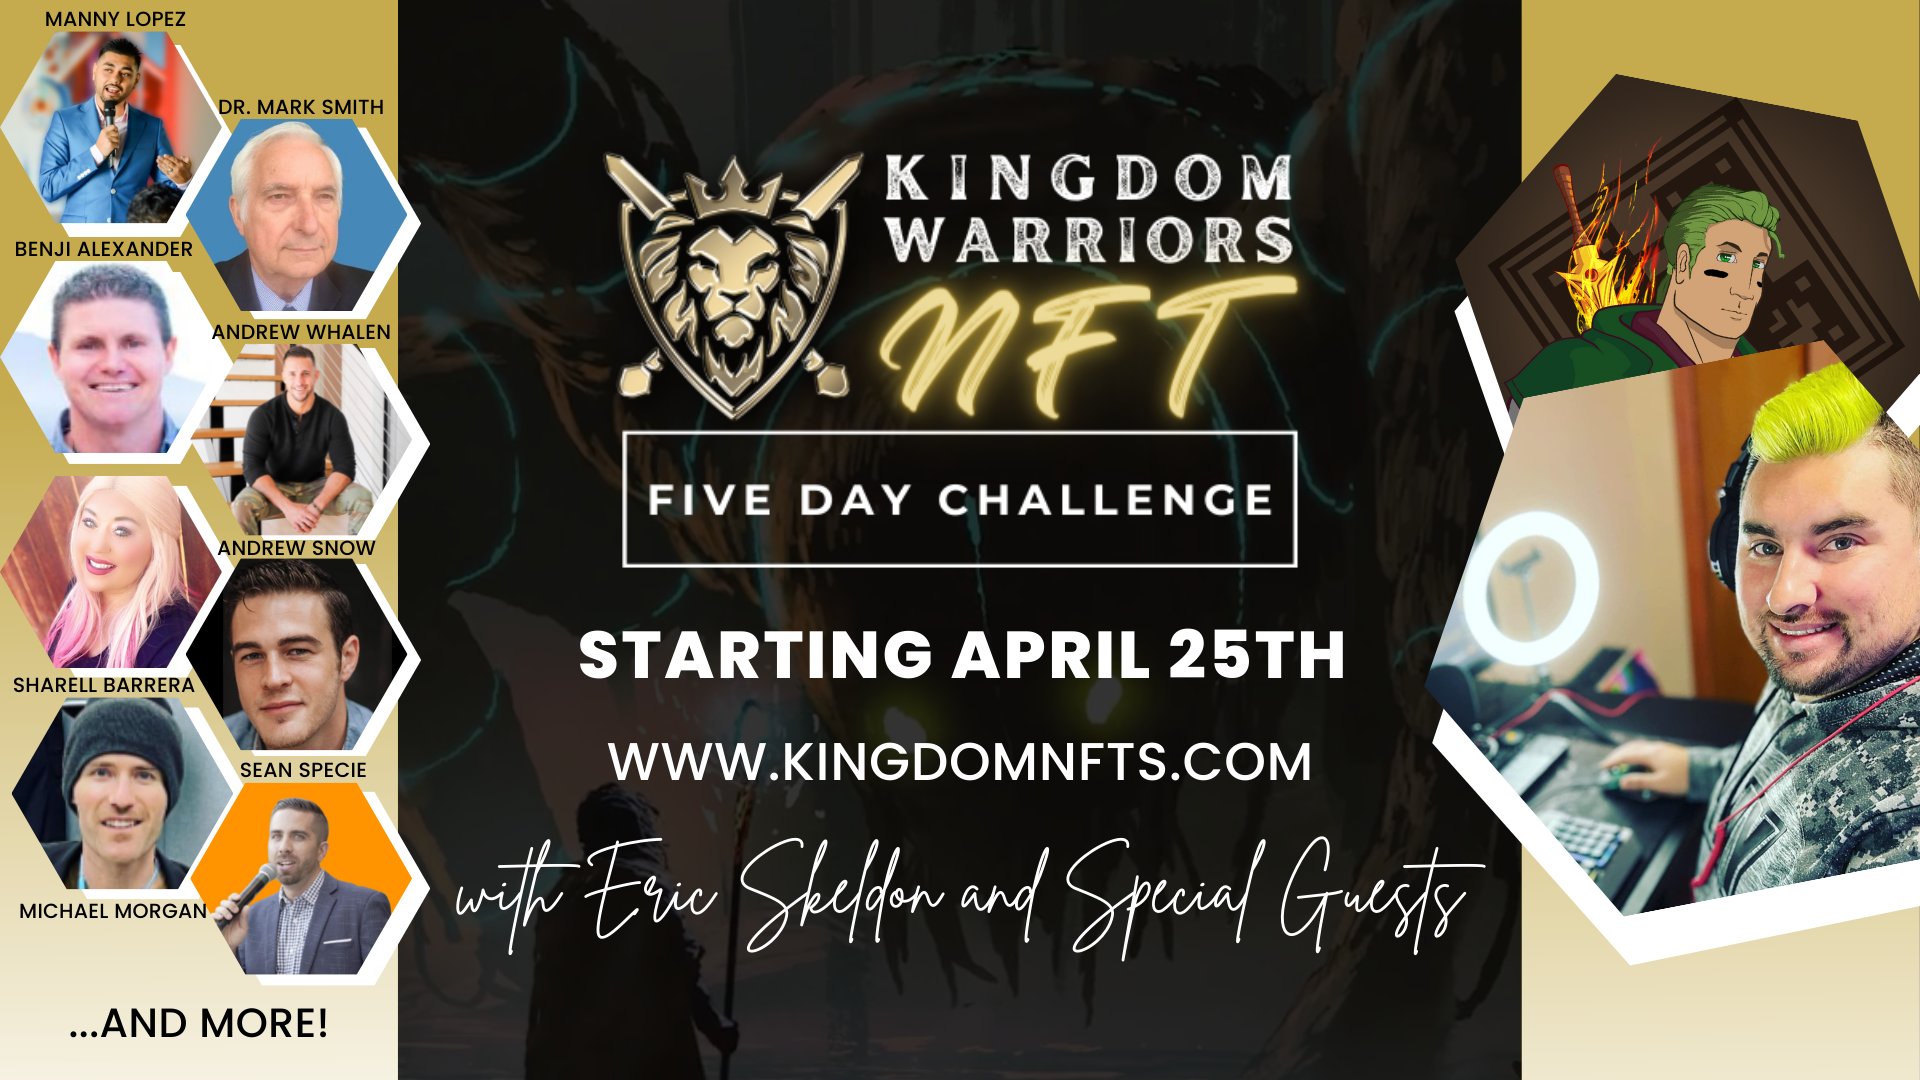 MANNY LOPEZ
DR. MARK SMITH
BENJI ALEXANDER
ANDREW WHALEN
ANDREW SNOW
SHARELL BARRERA
SEAN SPECIE
MICHAEL MORGAN
...AND MORE!
KINGDOM
WARRIORS
NFT
FIVE DAY CHALLENGE
STARTING APRIL 25TH
WWW.KINGDOMNFTS.COM
with Eric Skeldon and Special Guests